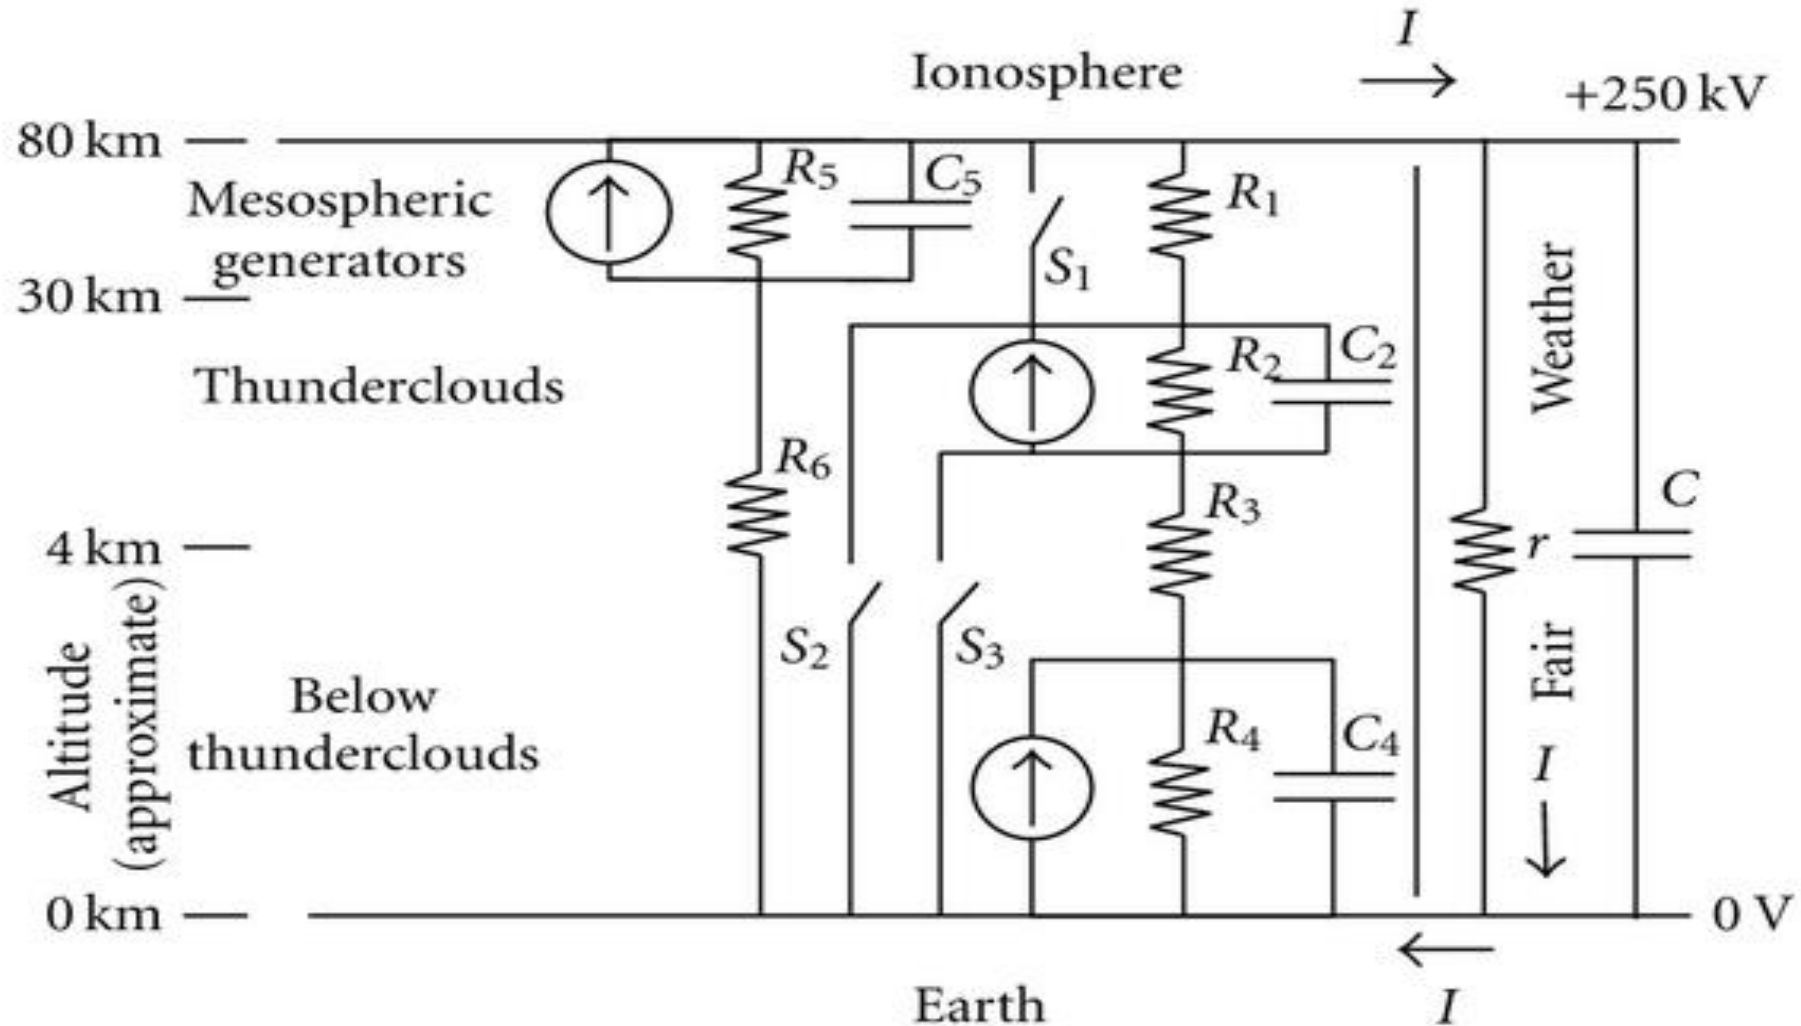 I
Ionosphere
+250 kV
80 km
R5
C5
R1
Mesospheric
generators
S1
30 km
Weather
R2
C2
Thunderclouds
R6
R3
C
4 km
r
Altitude
(approximate)
S2
S3
Fair
Below
thunderclouds
R4
C4
I
0 km
0 V
Earth
I